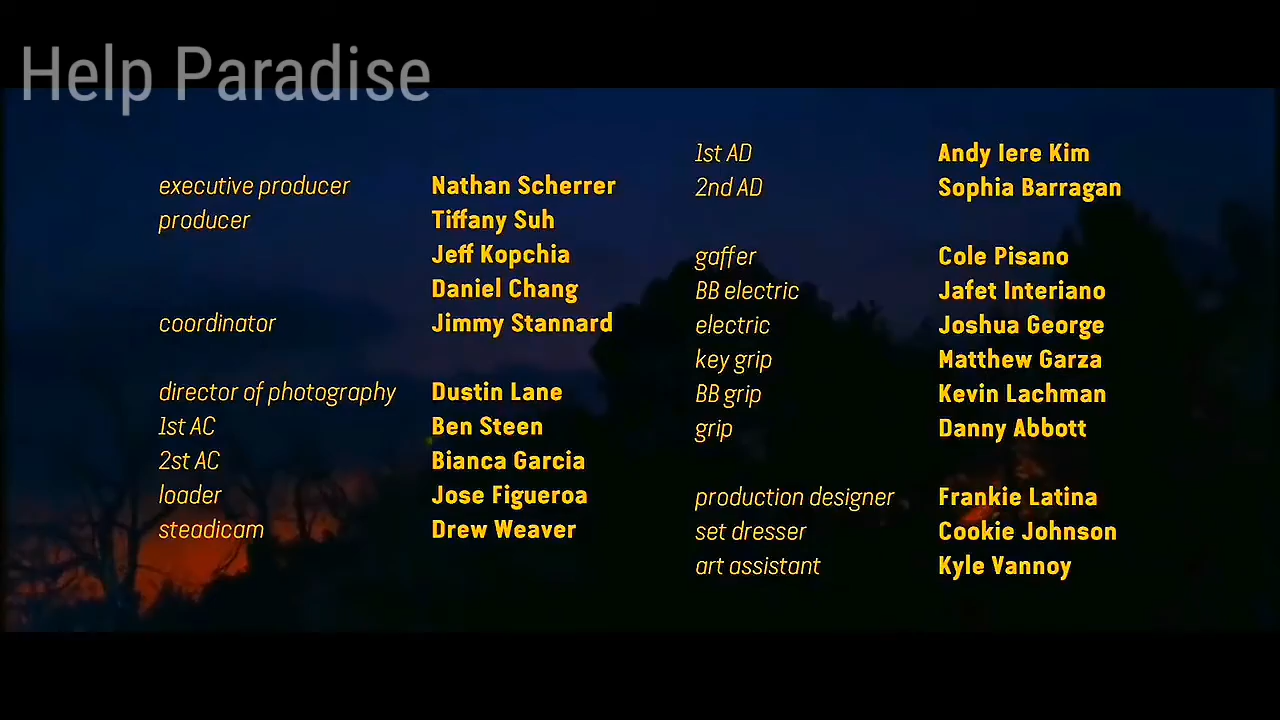 Help Paradise
executive producer Nathan Scherrer
producer Tiffany Suh
Jeff Kopchia
Daniel Chang
coordinator Jimmy Stannard
director of photography Dustin Lane
1st AC Ben Steen
2st AC Bianca Garcia
loader Jose Figueroa
steadicam Drew Weaver
1st AD Andy Iere Kim
2nd AD Sophia Barragan
gaffer Cole Pisano
BB electric Jafet Interiano
electric Joshua George
key grip Matthew Garza
BB grip Kevin Lachman
grip Danny Abbott
production designer Frankie Latina
set dresser Cookie Johnson
art assistant Kyle Vannoy